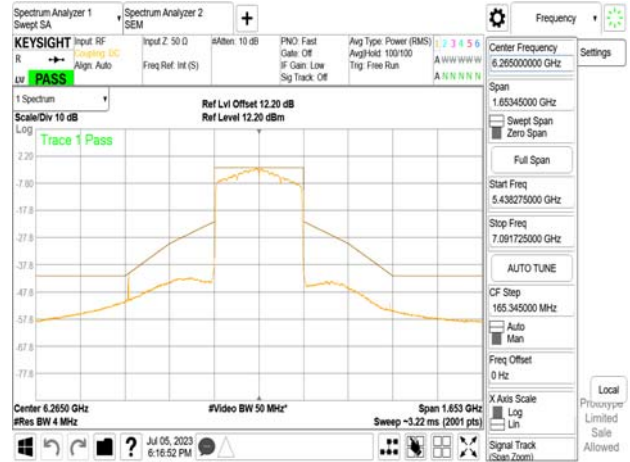 Spectrum Analyzer 1
Swept SA
Spectrum Analyzer 2
SEM
+
Frequency
KEYSIGHT
R
LV PASS
Input: RF
Coupling: DC
Align: Auto
Input Z: 50 Ω
Freq Ref: Int (S)
#Atten: 10 dB
PNO: Fast
Gate: Off
IF Gain: Low
Sig Track: Off
Avg Type: Power (RMS)
Avg|Hold: 100/100
Trig: Free Run
1 2 3 4 5 6
A W W W W W
A N N N N N
1 Spectrum
Scale/Div 10 dB
Ref Lvl Offset 12.20 dB
Ref Level 12.20 dBm
Log
Trace 1 Pass
2.20
-7.80
-17.8
-27.8
-37.8
-47.8
-57.8
-67.8
-77.8
Center 6.2650 GHz
#Res BW 4 MHz
#Video BW 50 MHz*
Span 1.653 GHz
Sweep ~3.22 ms (2001 pts)
?
Jul 05, 2023
6:16:52 PM
Center Frequency
6.265000000 GHz
Settings
Span
1.65345000 GHz
Swept Span
Zero Span
Full Span
Start Freq
5.438275000 GHz
Stop Freq
7.091725000 GHz
AUTO TUNE
CF Step
165.345000 MHz
Auto
Man
Freq Offset
0 Hz
X Axis Scale
Log
Lin
Signal Track
(Span Zoom)
Local
Prototype
Limited
Sale
Allowed